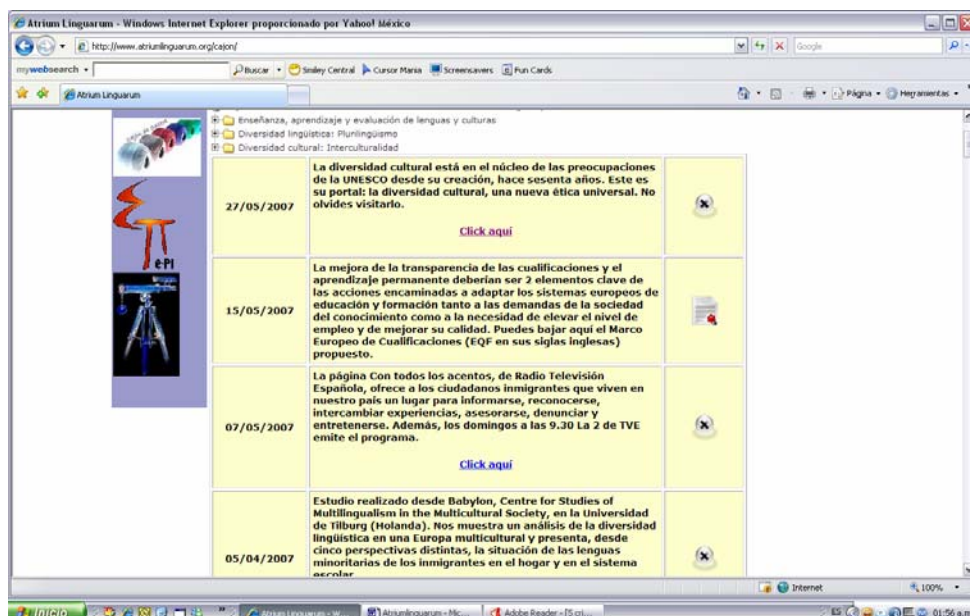 Atrium Linguarum - Windows Internet Explorer proporcionado por Yahoo! México
http://www.atriumlinguarum.org/cajon/
Google
mywebsearch
Buscar
Smiley Central
Cursor Mania
Screensavers
Fun Cards
Atrium Linguarum
Página
Herramientas
Enseñanza, aprendizaje y evaluación de lenguas y culturas
Diversidad lingüística: Plurilingüismo
Diversidad cultural: Interculturalidad
e-PI
27/05/2007
La diversidad cultural está en el núcleo de las preocupaciones
de la UNESCO desde su creación, hace sesenta años. Este es
su portal: la diversidad cultural, una nueva ética universal. No
olvides visitarlo.
Click aquí
15/05/2007
La mejora de la transparencia de las cualificaciones y el
aprendizaje permanente deberían ser 2 elementos clave de
las acciones encaminadas a adaptar los sistemas europeos de
educación y formación tanto a las demandas de la sociedad
del conocimiento como a la necesidad de elevar el nivel de
empleo y de mejorar su calidad. Puedes bajar aquí el Marco
Europeo de Cualificaciones (EQF en sus siglas inglesas)
propuesto.
07/05/2007
La página Con todos los acentos, de Radio Televisión
Española, ofrece a los ciudadanos inmigrantes que viven en
nuestro país un lugar para informarse, reconocerse,
intercambiar experiencias, asesorarse, denunciar y
entretenerse. Además, los domingos a las 9.30 La 2 de TVE
emite el programa.
Click aquí
05/04/2007
Estudio realizado desde Babylon, Centre for Studies of
Multilingualism in the Multicultural Society, en la Universidad
de Tilburg (Holanda). Nos muestra un análisis de la diversidad
lingüística en una Europa multicultural y presenta, desde
cinco perspectivas distintas, la situación de las lenguas
minoritarias de los inmigrantes en el hogar y en el sistema
escolar
Internet
100%
Inicio
Atrium Linguarum - W...
Atriumlinguarum - Mic...
Adobe Reader - [5 cri...
01:56 a.m.